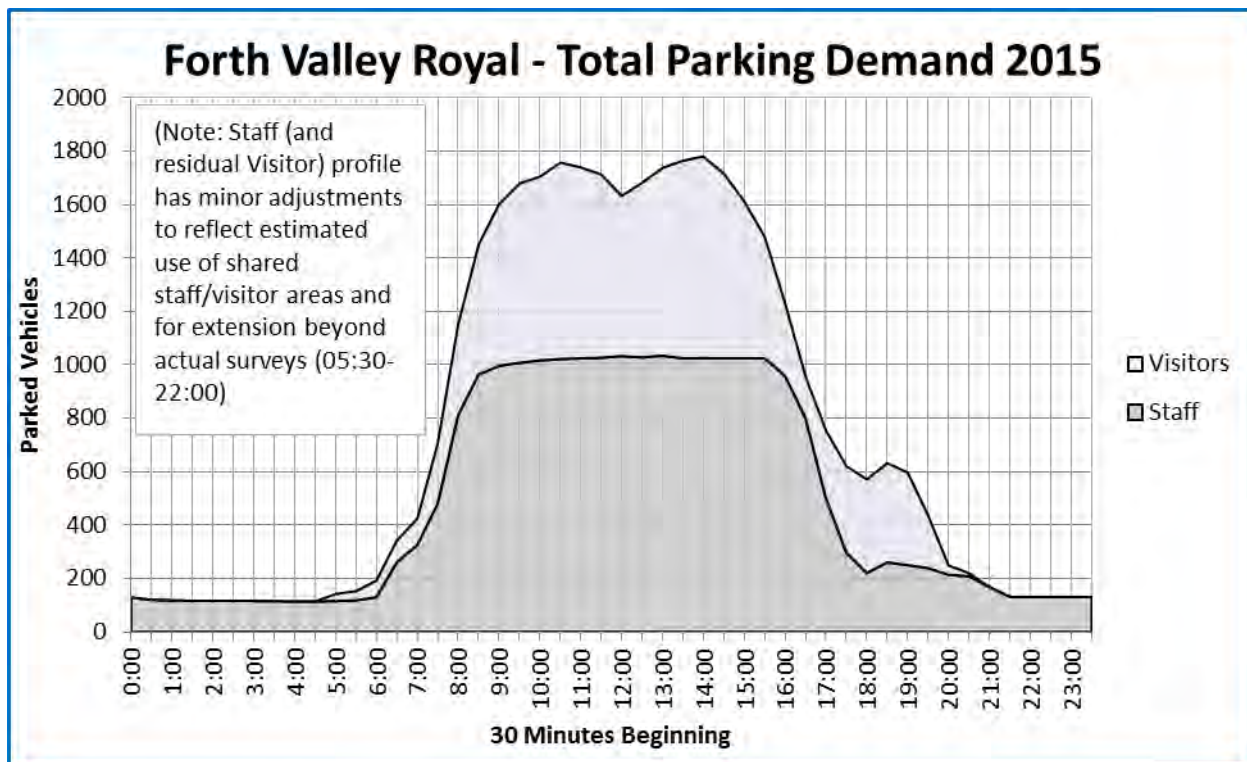 Forth Valley Royal - Total Parking Demand 2015
2000
1800
1600
1400
1200
1000
800
600
400
200
0
Parked Vehicles
(Note: Staff (and
residual Visitor) profile
has minor adjustments
to reflect estimated
use of shared
staff/visitor areas and
for extension beyond
actual surveys (05:30-
22:00)
Visitors
Staff
0:00
1:00
2:00
3:00
4:00
5:00
6:00
7:00
8:00
9:00
10:00
11:00
12:00
13:00
14:00
15:00
16:00
17:00
18:00
19:00
20:00
21:00
22:00
23:00
30 Minutes Beginning